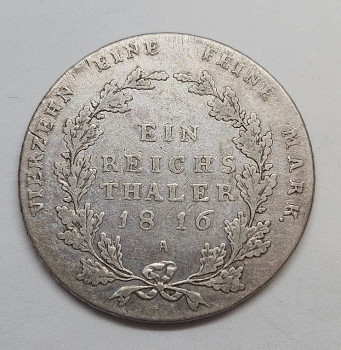 VIERZEHN EINE FEINE MARK.
EIN
REICHS
THALER
1816
A